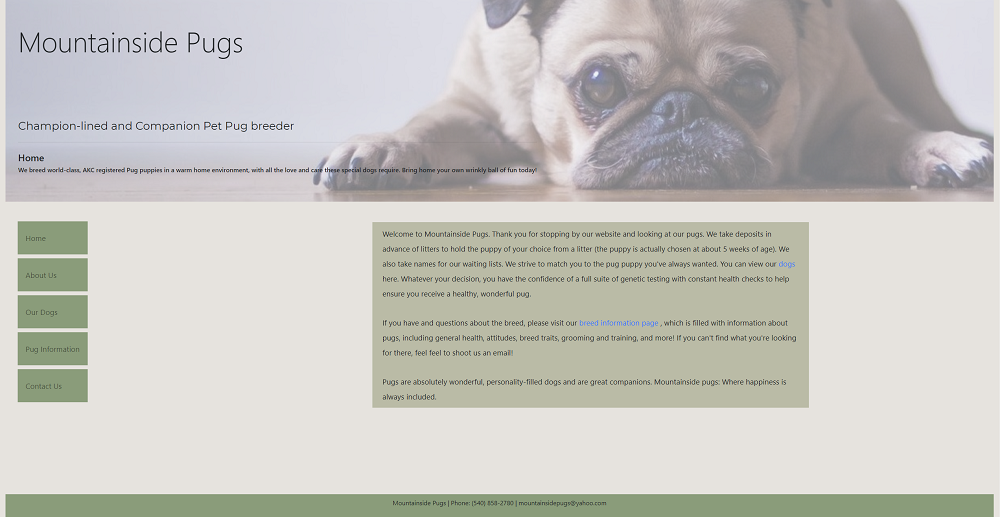 Mountainside Pugs
Champion-lined and Companion Pet Pug breeder
Home
We breed world-class, AKC registered Pug puppies in a warm home environment, with all the love and care these special dogs require. Bring home your own wrinkly ball of fun today!
Home
About Us
Our Dogs
Pug Information
Contact Us
Welcome to Mountainside Pugs. Thank you for stopping by our website and looking at our pugs. We take deposits in
advance of litters to hold the puppy of your choice from a litter (the puppy is actually chosen at about 5 weeks of age). We
also take names for our waiting lists. We strive to match you to the pug puppy you've always wanted. You can view our dogs
here. Whatever your decision, you have the confidence of a full suite of genetic testing with constant health checks to help
ensure you receive a healthy, wonderful pug.
If you have and questions about the breed, please visit our breed information page , which is filled with information about
pugs, including general health, attitudes, breed traits, grooming and training, and more! If you can't find what you're looking
for there, feel feel to shoot us an email!
Pugs are absolutely wonderful, personality-filled dogs and are great companions. Mountainside pugs: Where happiness is
always included.
Mountainside Pugs | Phone: (540) 858-2780 | mountainsidepugs@yahoo.com